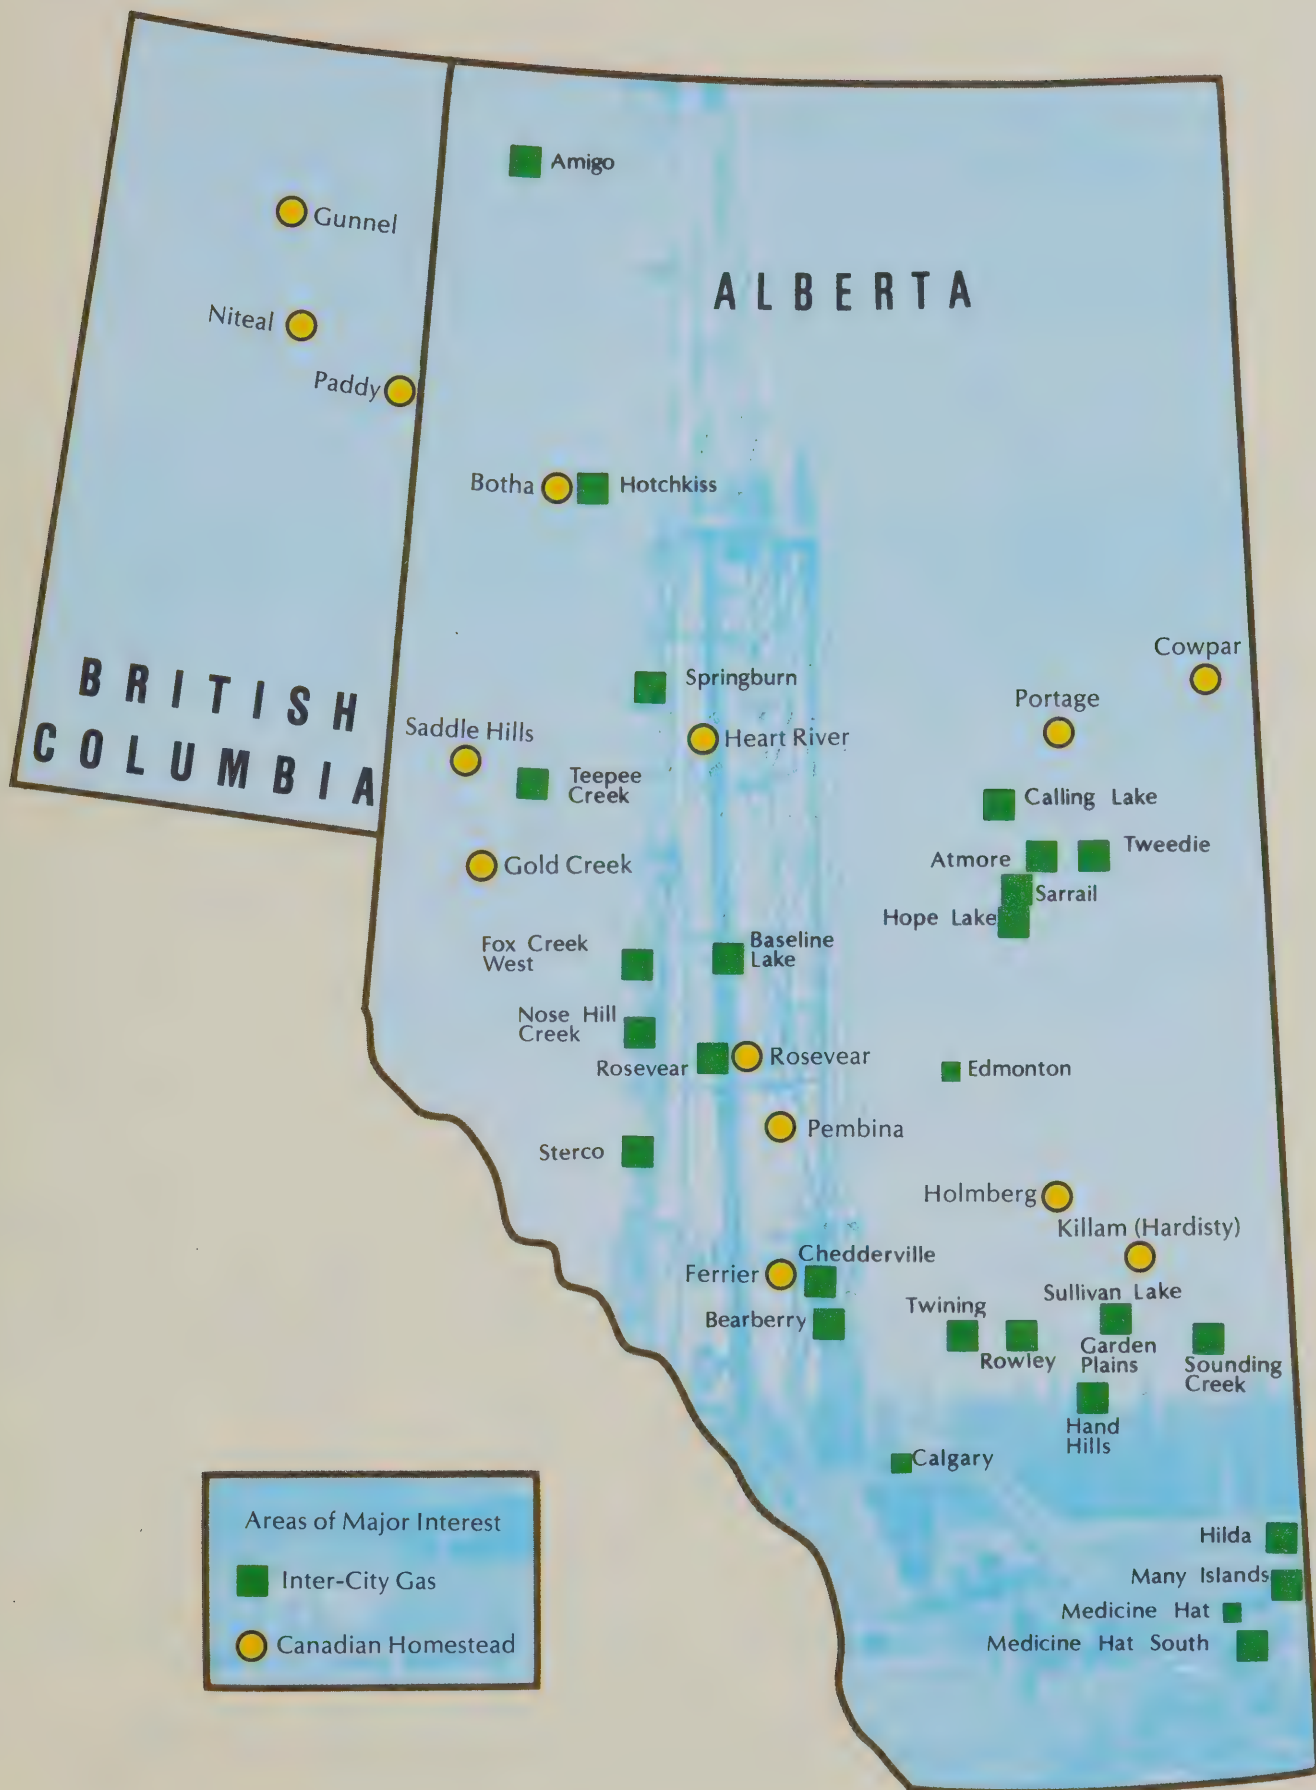 Amigo
Gunnel
ALBERTA
Niteal
Paddy
Botha
Hotchkiss
Cowpar
BRITISH
COLUMBIA
Springburn
Portage
Saddle Hills
Heart River
Teepee
Creek
Calling Lake
Tweedie
Atmore
Gold Creek
Sarrail
Hope Lake
Fox Creek
West
Baseline
Lake
Nose Hill
Creek
Rosevear
Rosevear
Edmonton
Pembina
Sterco
Holmberg
Killam (Hardisty)
Chedderville
Ferrier
Sullivan Lake
Twining
Bearberry
Garden
Plains
Rowley
Sounding
Creek
Hand
Hills
Calgary
Areas of Major Interest
Inter-City Gas
Canadian Homestead
Hilda
Many Islands
Medicine Hat
Medicine Hat South